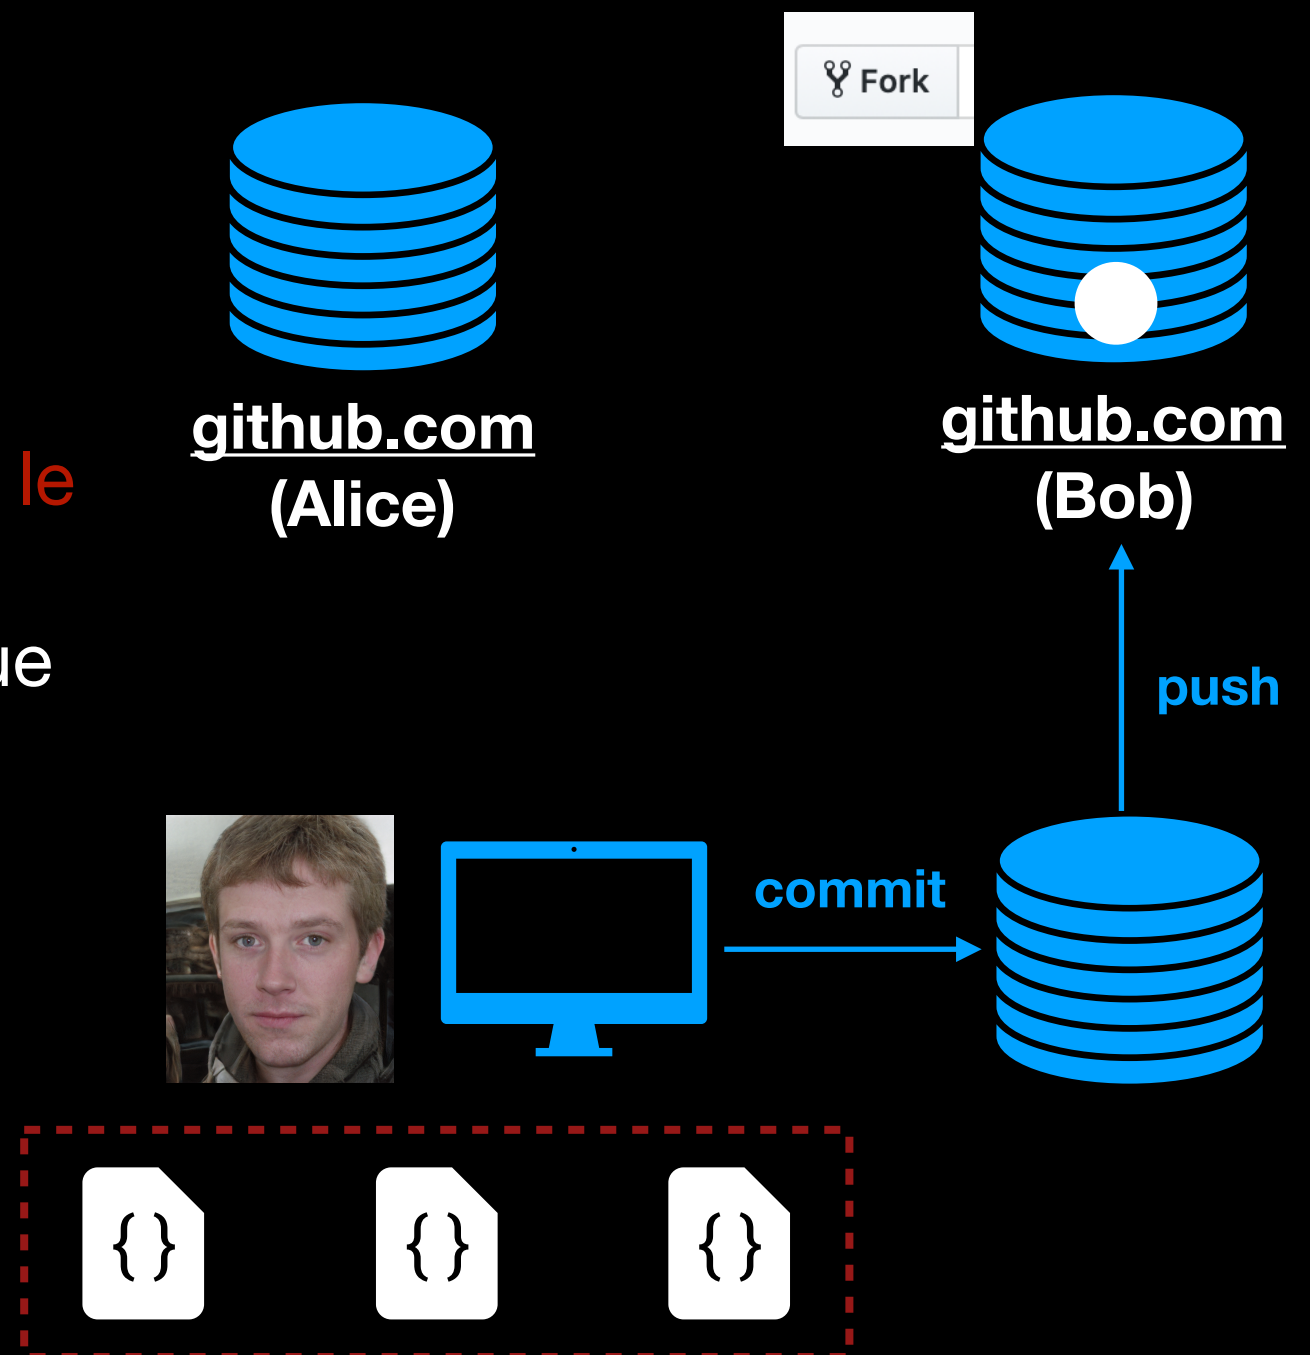 Fork
github.com
(Alice)
github.com
(Bob)
le
ue
push
commit
{ }
{ }
{ }